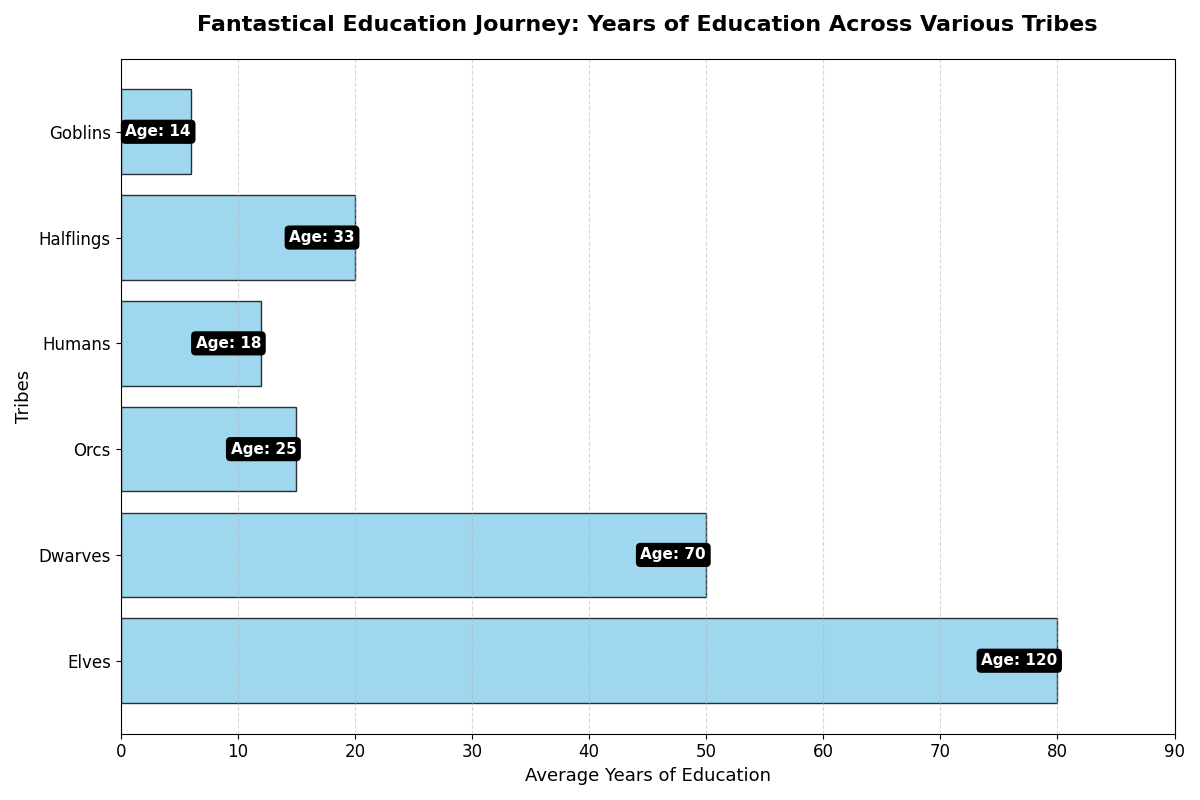 Fantastical Education Journey: Years of Education Across Various Tribes
Goblins
Age: 14
Halflings
Age: 33
Humans
Age: 18
Orcs
Age: 25
Dwarves
Age: 70
Elves
Age: 120
Tribes
0 10 20 30 40 50 60 70 80 90
Average Years of Education